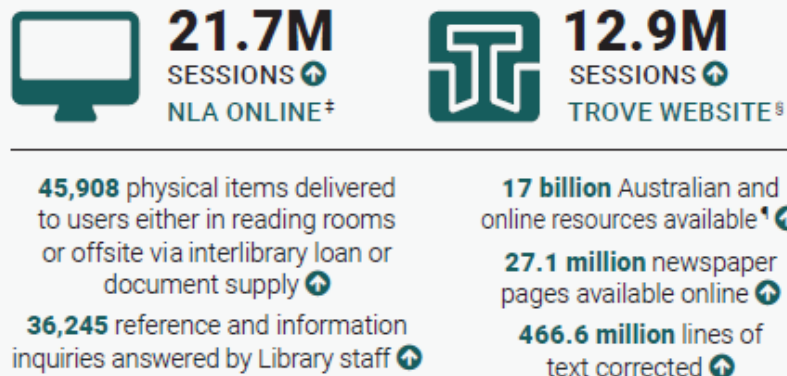 21.7M
SESSIONS
NLA ONLINE‡
12.9M
SESSIONS
TROVE WEBSITE§
45,908 physical items delivered
to users either in reading rooms
or offsite via interlibrary loan or
document supply
36,245 reference and information
inquiries answered by Library staff
17 billion Australian and
online resources available¶
27.1 million newspaper
pages available online
466.6 million lines of
text corrected